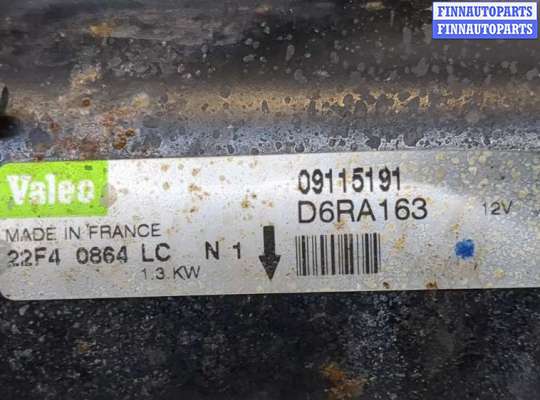 FINNAUTOPARTS
FINNAUTOPARTS
Valeo
09115191
D6RA163
12V
MADE IN FRANCE
22F4 0864 LC N 1
1.3 KW